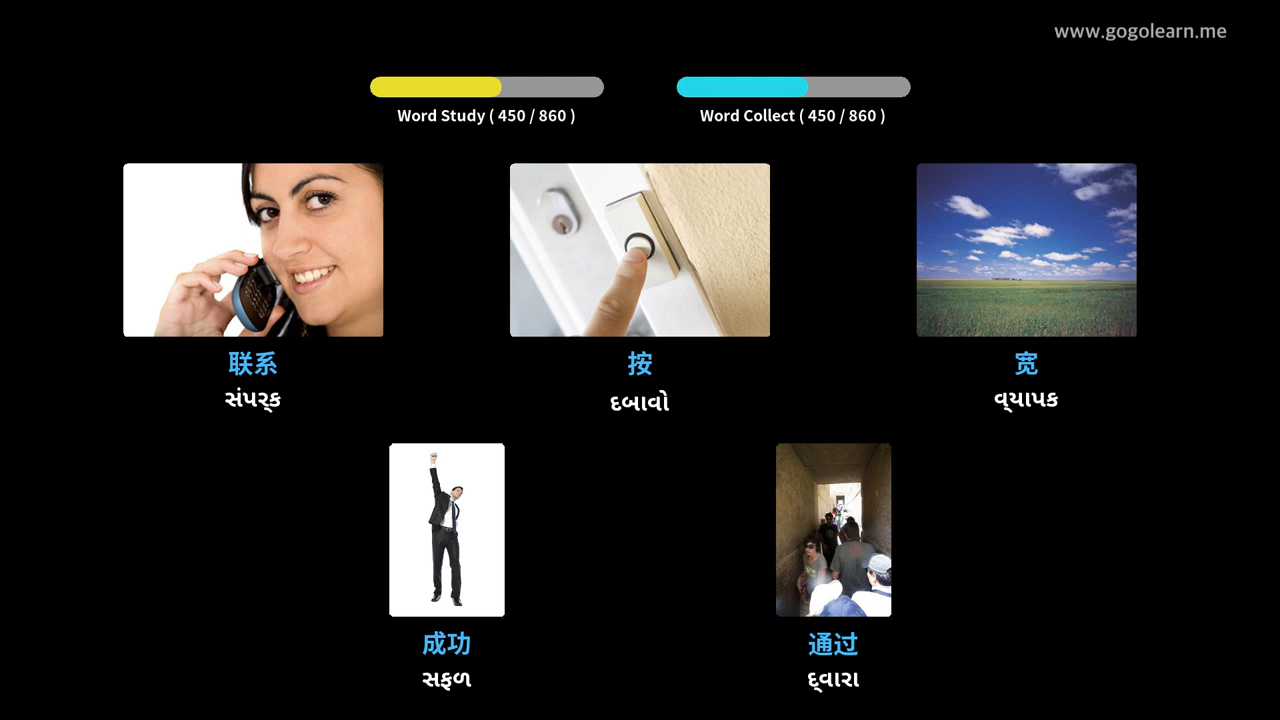 www.gogolearn.me
Word Study ( 450 / 860 )
Word Collect ( 450 / 860 )
联系
સંપર્ક
按
દબાવો
宽
વ્યાપક
成功
સફળ
通过
દ્વારા